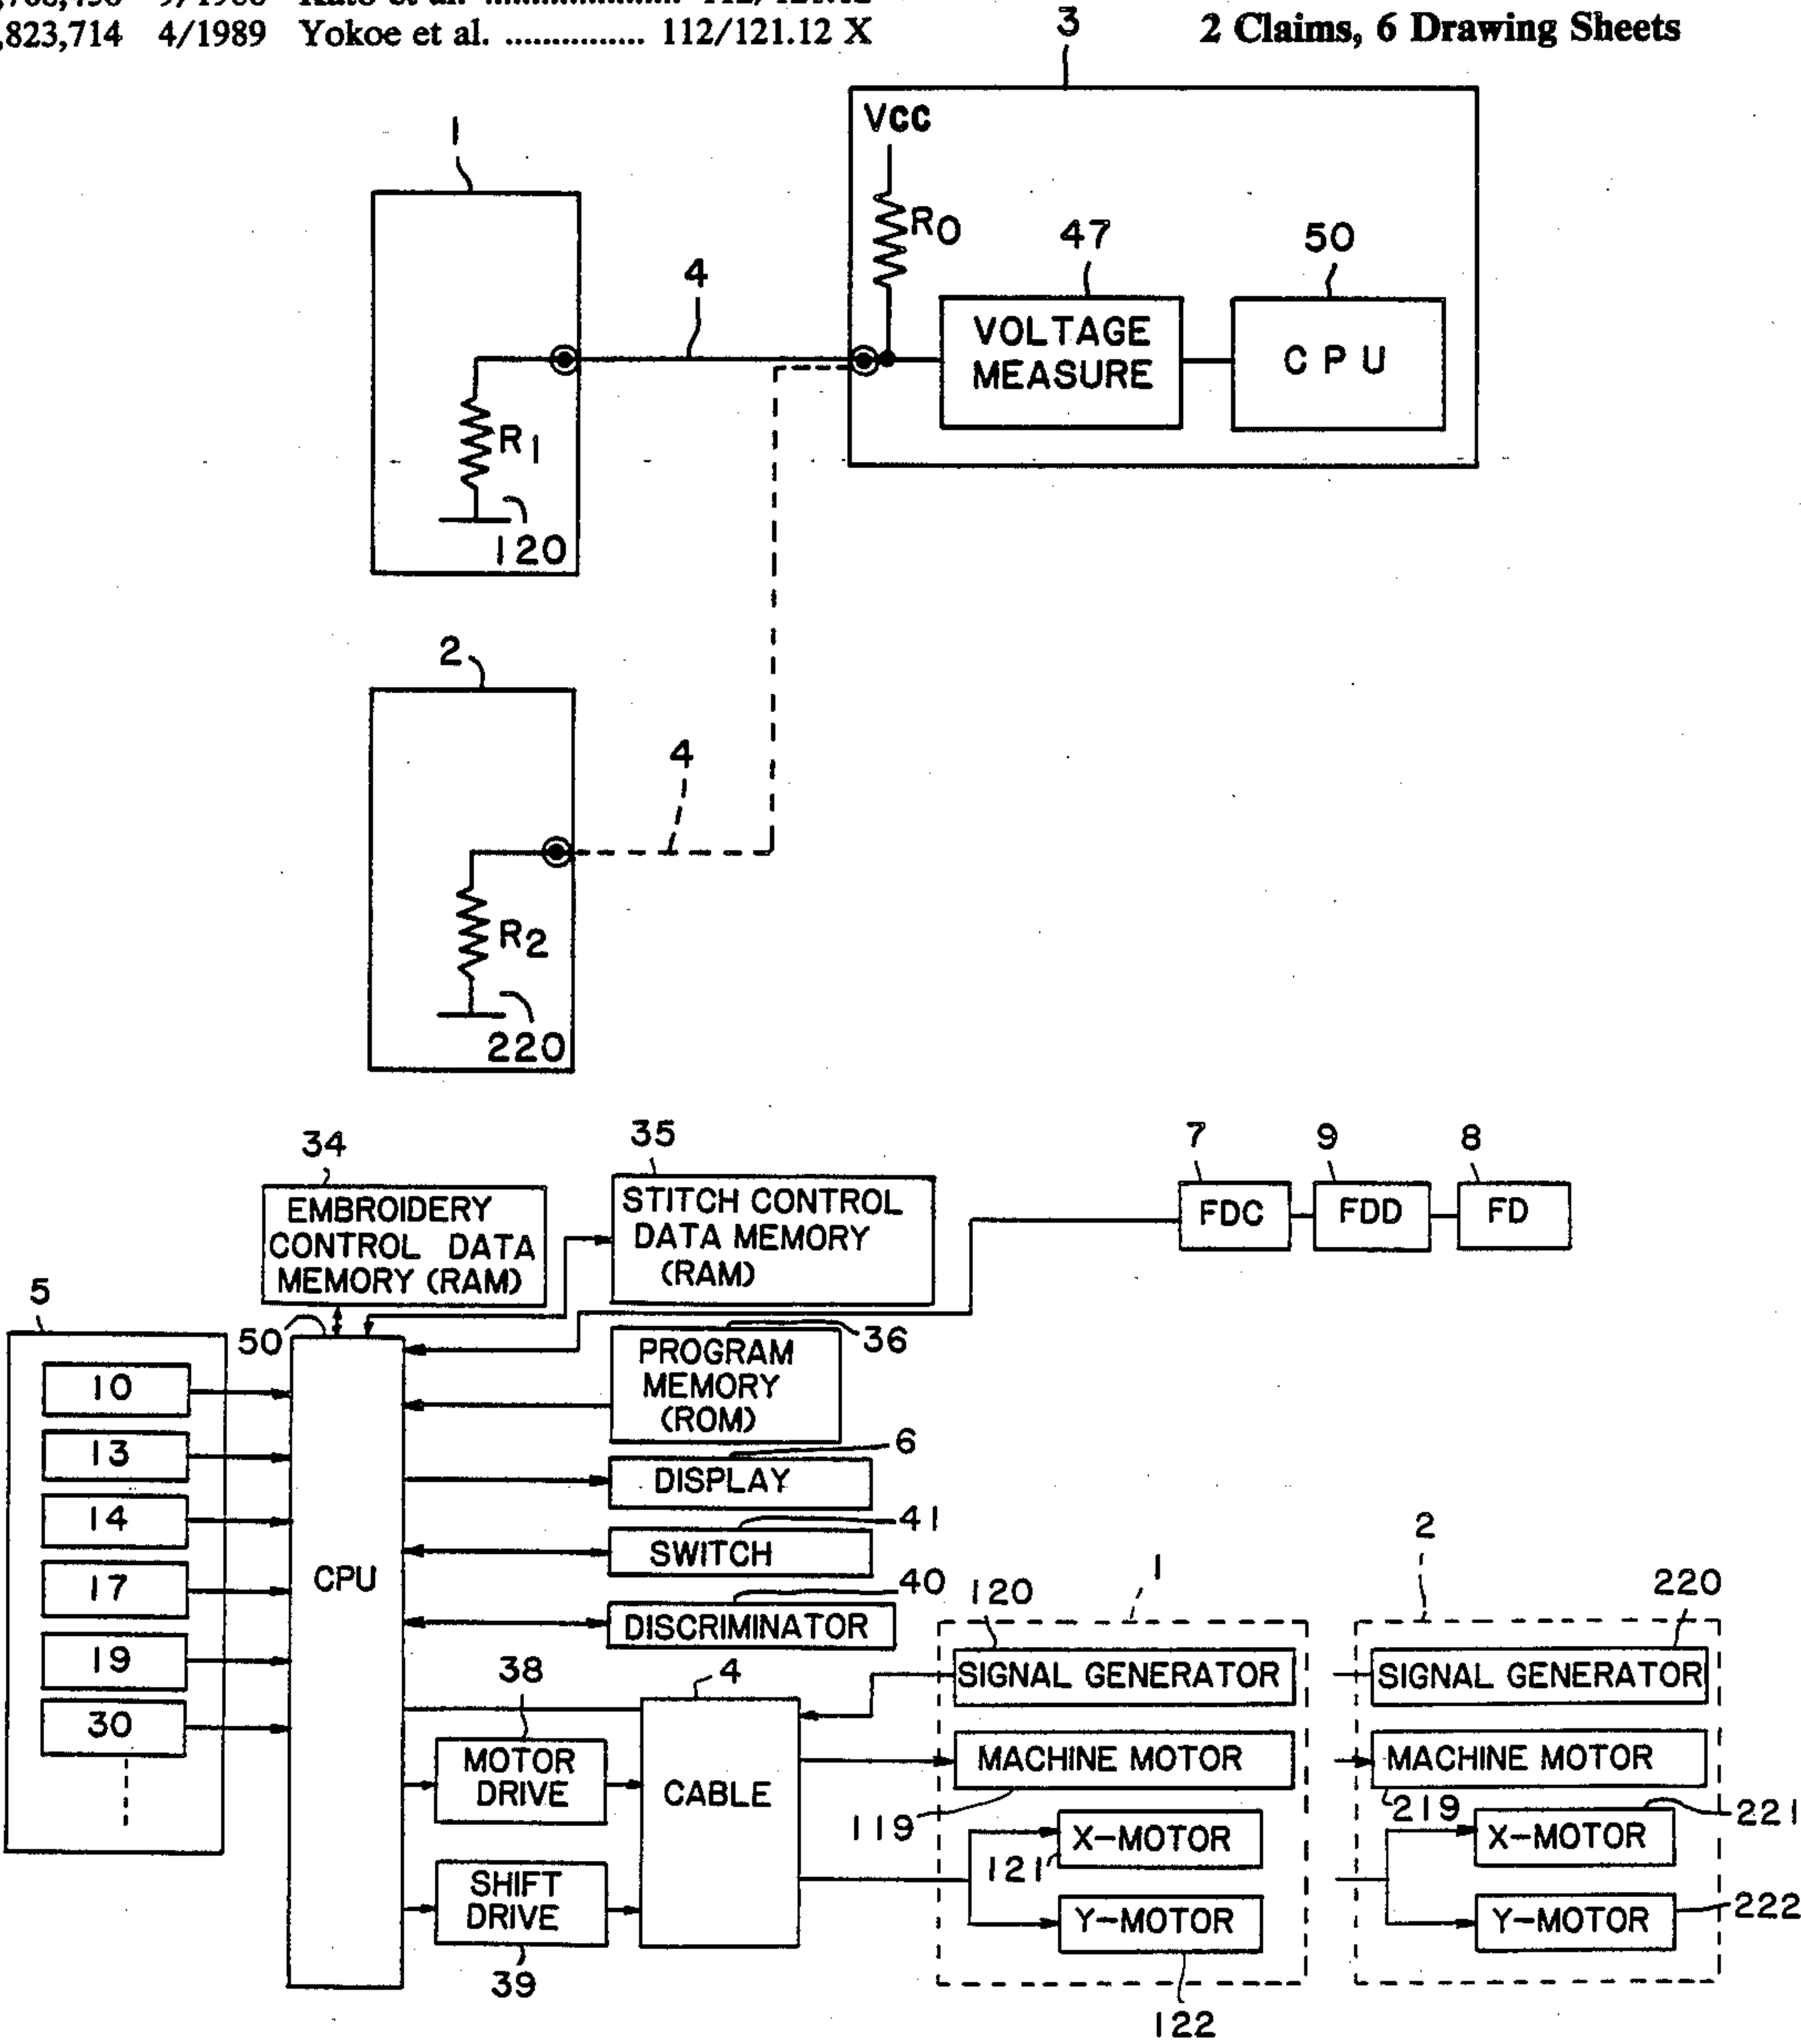 ,823,714 4/1989 Yokoe et al. ............... 112/121.12 X
2 Claims, 6 Drawing Sheets
3
1
VCC
R0
47
50
4
VOLTAGE
MEASURE
CPU
R1
120
2
4
R2
220
34
35
7
9
8
EMBROIDERY
CONTROL DATA
MEMORY (RAM)
STITCH CONTROL
DATA MEMORY
(RAM)
FDC
FDD
FD
5
50
36
PROGRAM
MEMORY
(ROM)
10
13
14
17
19
30
CPU
6
DISPLAY
41
SWITCH
40
DISCRIMINATOR
38
MOTOR
DRIVE
SHIFT
DRIVE
39
4
CABLE
1
120
SIGNAL GENERATOR
MACHINE MOTOR
119
X-MOTOR
121
Y-MOTOR
122
2
220
SIGNAL GENERATOR
MACHINE MOTOR
219
221
X-MOTOR
Y-MOTOR
222